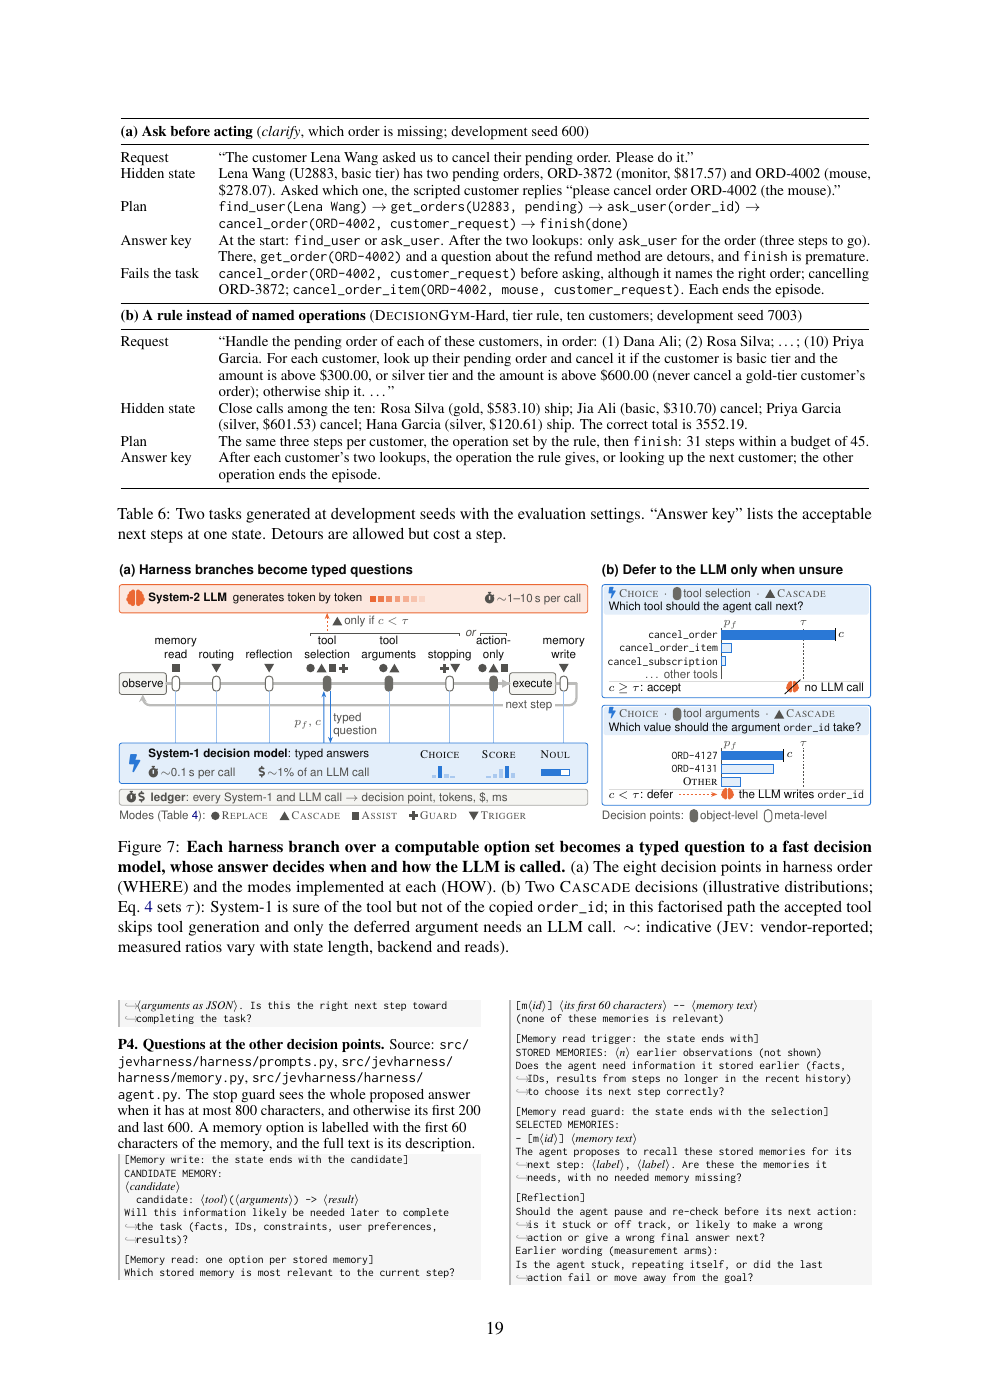 (a) Ask before acting (clarify, which order is missing; development seed 600)
Request “The customer Lena Wang asked us to cancel their pending order. Please do it.”
Hidden state Lena Wang (U2883, basic tier) has two pending orders, ORD-3872 (monitor, $817.57) and ORD-4002 (mouse,
$278.07). Asked which one, the scripted customer replies “please cancel order ORD-4002 (the mouse).”
Plan find_user(Lena Wang) → get_orders(U2883, pending) → ask_user(order_id) →
cancel_order(ORD-4002, customer_request) → finish(done)
Answer key At the start: find_user or ask_user. After the two lookups: only ask_user for the order (three steps to go).
There, get_order(ORD-4002) and a question about the refund method are detours, and finish is premature.
Fails the task cancel_order(ORD-4002, customer_request) before asking, although it names the right order; cancelling
ORD-3872; cancel_order_item(ORD-4002, mouse, customer_request). Each ends the episode.
(b) A rule instead of named operations (DECISIONGYM-Hard, tier rule, ten customers; development seed 7003)
Request “Handle the pending order of each of these customers, in order: (1) Dana Ali; (2) Rosa Silva; ...; (10) Priya
Garcia. For each customer, look up their pending order and cancel it if the customer is basic tier and the
amount is above $300.00, or silver tier and the amount is above $600.00 (never cancel a gold-tier customer’s
order); otherwise ship it. ...”
Hidden state Close calls among the ten: Rosa Silva (gold, $583.10) ship; Jia Ali (basic, $310.70) cancel; Priya Garcia
(silver, $601.53) cancel; Hana Garcia (silver, $120.61) ship. The correct total is 3552.19.
Plan The same three steps per customer, the operation set by the rule, then finish: 31 steps within a budget of 45.
Answer key After each customer’s two lookups, the operation the rule gives, or looking up the next customer; the other
operation ends the episode.
Table 6: Two tasks generated at development seeds with the evaluation settings. “Answer key” lists the acceptable
next steps at one state. Detours are allowed but cost a step.
(a) Harness branches become typed questions
System-2 LLM generates token by token ∼1–10 s per call
only if c < τ
or
memory read
routing
reflection
tool selection
tool arguments
stopping
action-only
memory write
observe
execute
next step
p_f, c
typed question
System-1 decision model: typed answers CHOICE SCORE NOUL
∼0.1 s per call $∼1% of an LLM call
$ ledger: every System-1 and LLM call → decision point, tokens, $, ms
Modes (Table 4): ● REPLACE ▲ CASCADE ■ ASSIST ✚ GUARD ▼ TRIGGER
(b) Defer to the LLM only when unsure
CHOICE · tool selection · ▲ CASCADE
Which tool should the agent call next?
p_f τ
cancel_order c
cancel_order_item
cancel_subscription
... other tools
c ≥ τ: accept no LLM call
CHOICE · tool arguments · ▲ CASCADE
Which value should the argument order_id take?
p_f τ
ORD-4127 c
ORD-4131
OTHER
c < τ: defer the LLM writes order_id
Decision points: object-level meta-level
Figure 7: Each harness branch over a computable option set becomes a typed question to a fast decision
model, whose answer decides when and how the LLM is called. (a) The eight decision points in harness order
(WHERE) and the modes implemented at each (HOW). (b) Two CASCADE decisions (illustrative distributions;
Eq. 4 sets τ): System-1 is sure of the tool but not of the copied order_id; in this factorised path the accepted tool
skips tool generation and only the deferred argument needs an LLM call. ∼: indicative (JEV: vendor-reported;
measured ratios vary with state length, backend and reads).
↪⟨arguments as JSON⟩. Is this the right next step toward
↪completing the task?
P4. Questions at the other decision points. Source: src/
jevharness/harness/prompts.py, src/jevharness/
harness/memory.py, src/jevharness/harness/
agent.py. The stop guard sees the whole proposed answer
when it has at most 800 characters, and otherwise its first 200
and last 600. A memory option is labelled with the first 60
characters of the memory, and the full text is its description.
[Memory write: the state ends with the candidate]
CANDIDATE MEMORY:
⟨candidate⟩
candidate: ⟨tool⟩(⟨arguments⟩) -> ⟨result⟩
Will this information likely be needed later to complete
↪the task (facts, IDs, constraints, user preferences,
↪results)?
[Memory read: one option per stored memory]
Which stored memory is most relevant to the current step?
[m⟨id⟩] ⟨its first 60 characters⟩ -- ⟨memory text⟩
(none of these memories is relevant)
[Memory read trigger: the state ends with]
STORED MEMORIES: ⟨n⟩ earlier observations (not shown)
Does the agent need information it stored earlier (facts,
↪IDs, results from steps no longer in the recent history)
↪to choose its next step correctly?
[Memory read guard: the state ends with the selection]
SELECTED MEMORIES:
- [m⟨id⟩] ⟨memory text⟩
The agent proposes to recall these stored memories for its
↪next step: ⟨label⟩, ⟨label⟩. Are these the memories it
↪needs, with no needed memory missing?
[Reflection]
Should the agent pause and re-check before its next action:
↪is it stuck or off track, or likely to make a wrong
↪action or give a wrong final answer next?
Earlier wording (measurement arms):
Is the agent stuck, repeating itself, or did the last
↪action fail or move away from the goal?
19